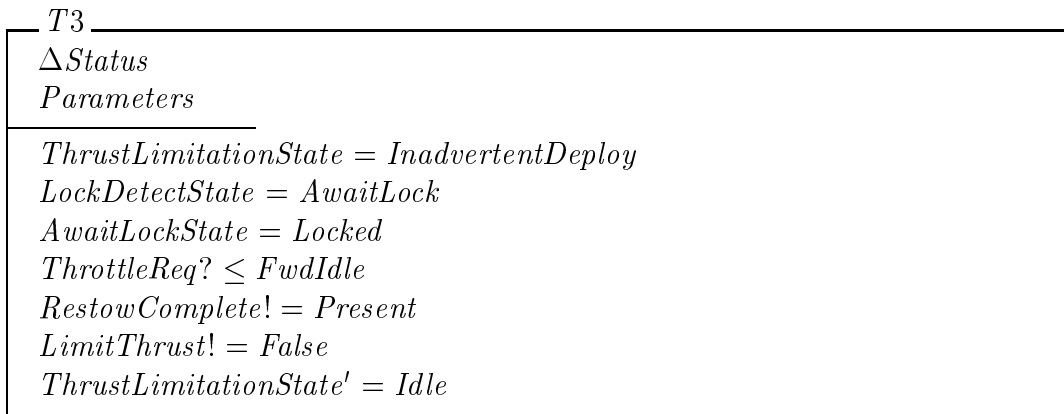 T3
ΔStatus
Parameters
ThrustLimitationState = InadvertentDeploy
LockDetectState = AwaitLock
AwaitLockState = Locked
ThrottleReq? ≤ FwdIdle
RestowComplete! = Present
LimitThrust! = False
ThrustLimitationState′ = Idle